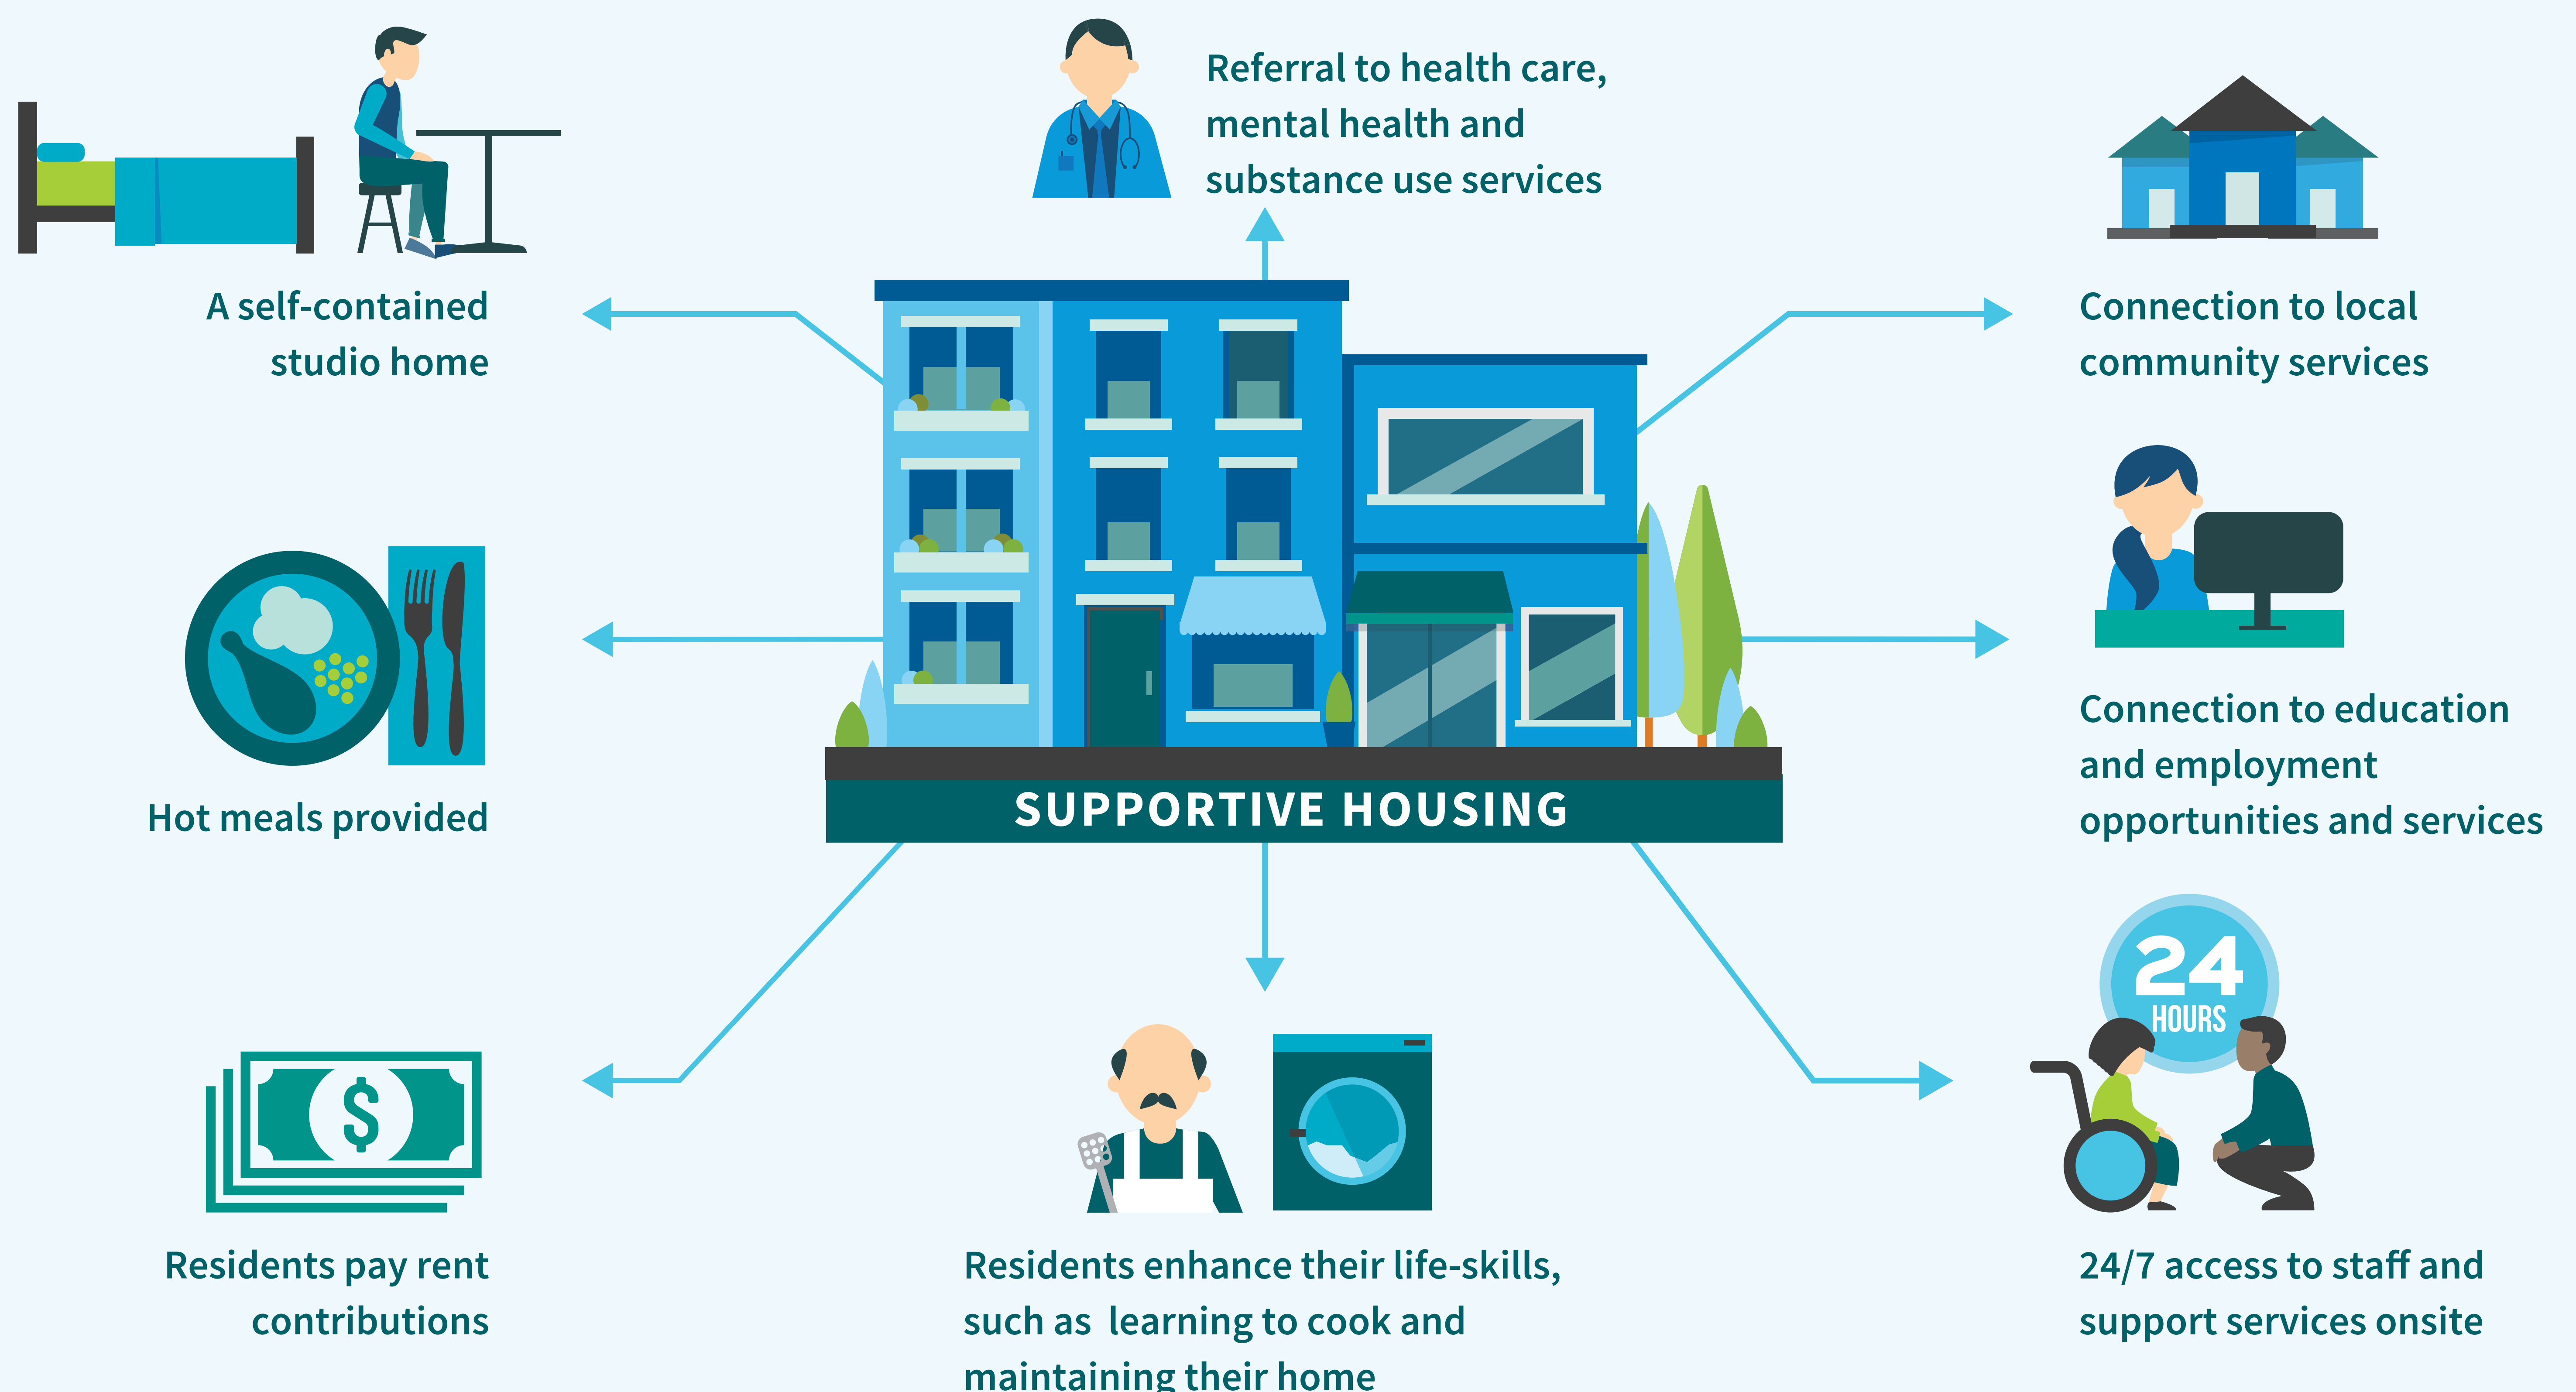 Referral to health care,
mental health and
substance use services
A self-contained
studio home
Connection to local
community services
Hot meals provided
SUPPORTIVE HOUSING
Connection to education
and employment
opportunities and services
24
HOURS
$
Residents pay rent
contributions
Residents enhance their life-skills,
such as  learning to cook and
maintaining their home
24/7 access to staff and
support services onsite